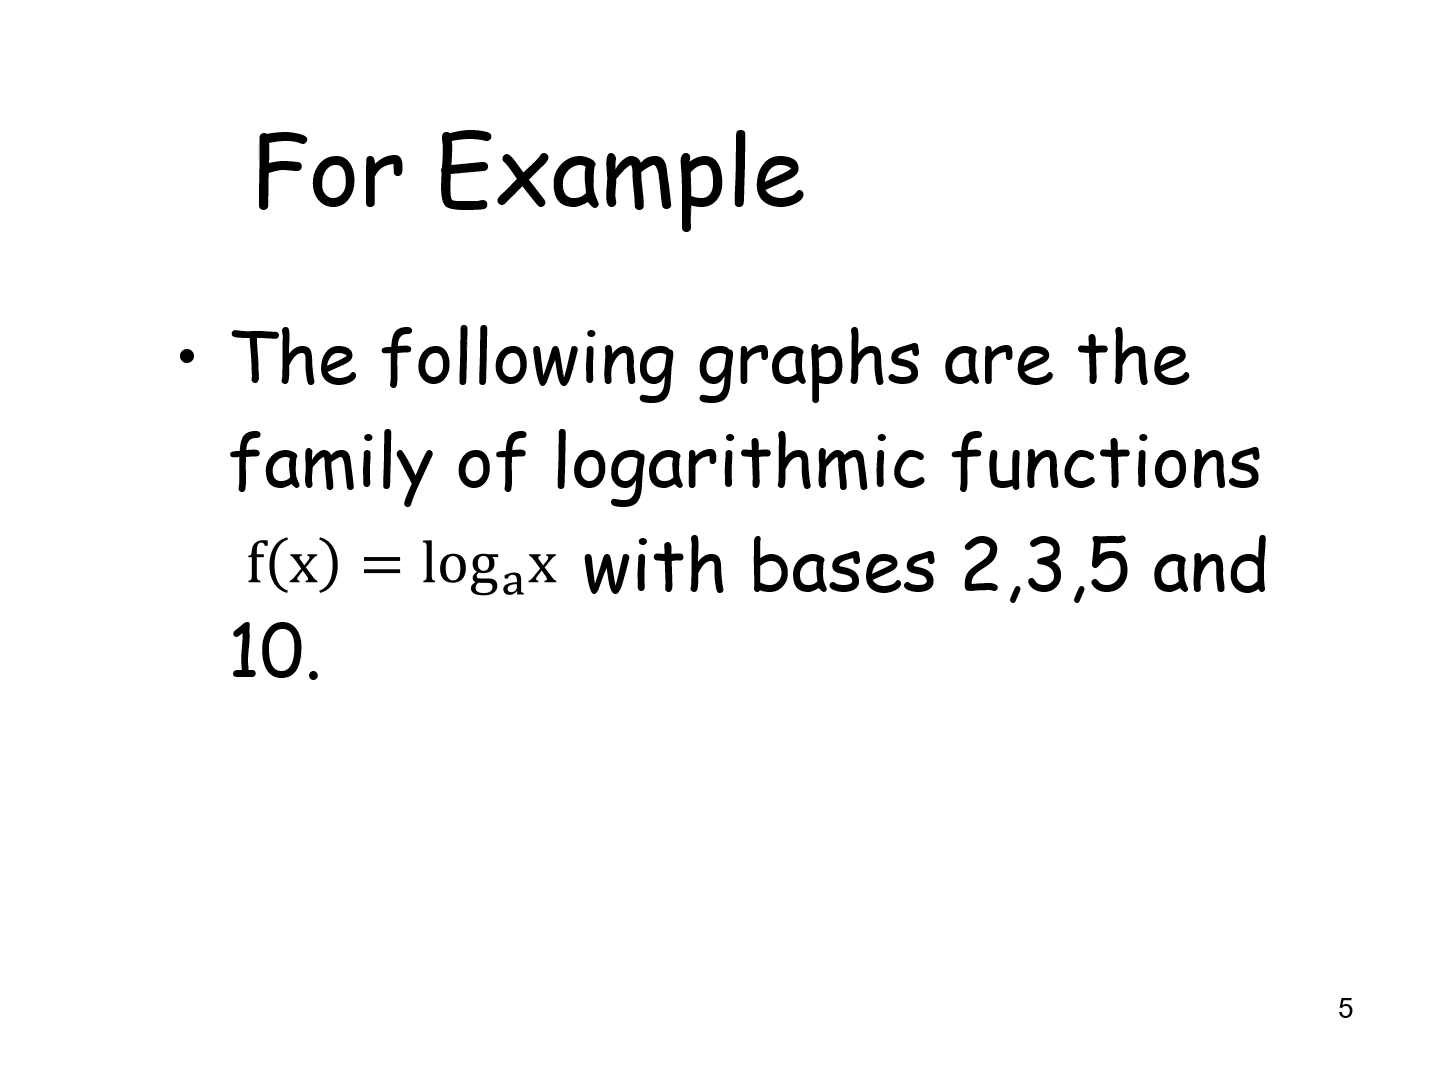 For Example
• The following graphs are the
family of logarithmic functions
f(x) = logₐx with bases 2,3,5 and
10.
5